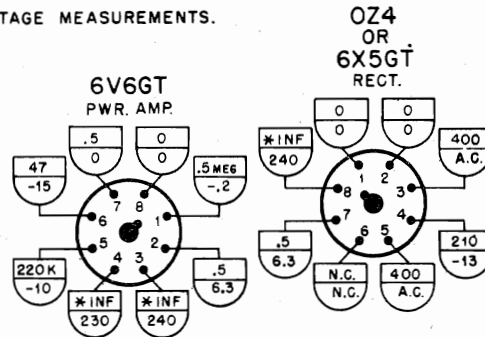 TAGE MEASUREMENTS.
6V6GT
PWR. AMP.
.5
0
0
0
47
-15
.5 MEG
-.2
7
8
6
1
5
2
4
3
220K
-10
.5
6.3
*INF
230
*INF
240
OZ4
OR
6X5GT
RECT.
0
0
0
0
*INF
240
400
A.C.
1
2
8
3
7
4
6
5
.5
6.3
210
-13
N.C.
N.C.
400
A.C.